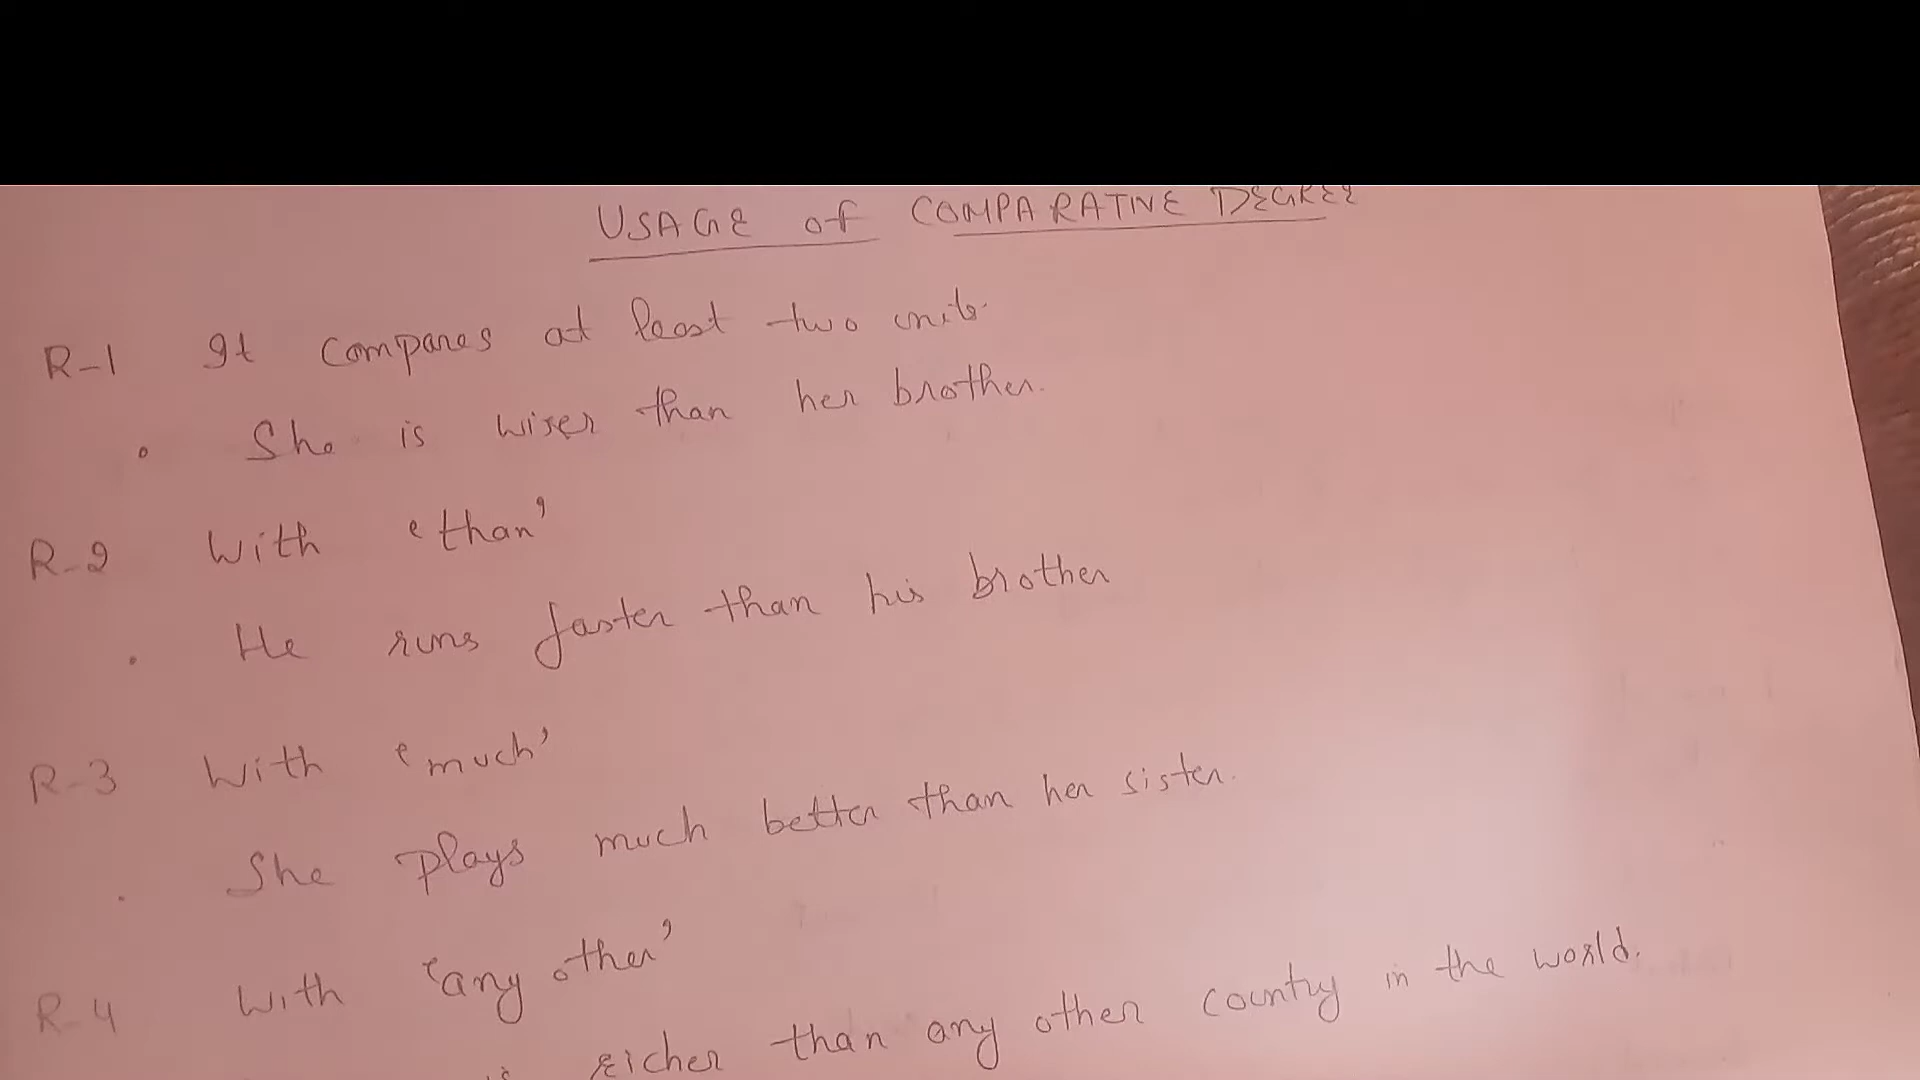 USAGE of COMPARATIVE DEGREE
R-1 It compares at least two units.
• She is wiser than her brother.
R-2 With 'than'
• He runs faster than his brother
R-3 With 'much'
• She plays much better than her sister.
R-4 With 'any other'
richer than any other country in the world.